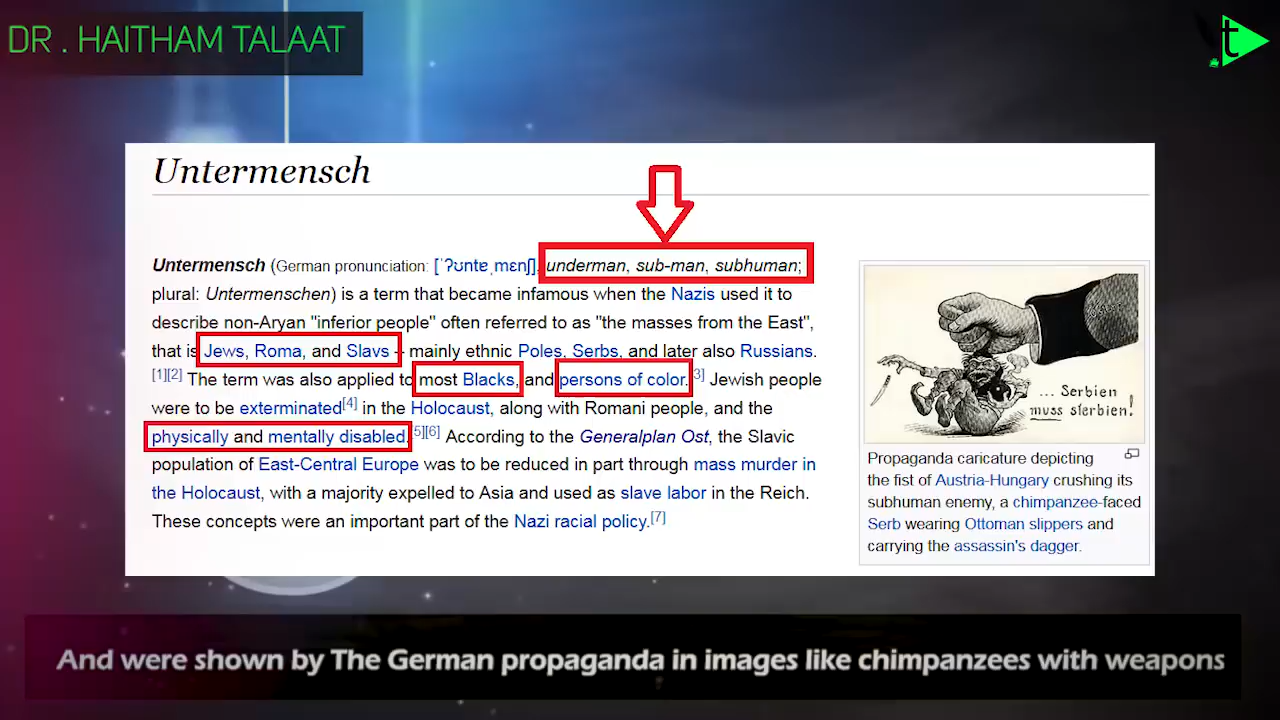 DR . HAITHAM TALAAT
t
Untermensch
Untermensch (German pronunciation: [ˈʔʊntɐˌmɛnʃ], underman, sub-man, subhuman;
plural: Untermenschen) is a term that became infamous when the Nazis used it to
describe non-Aryan "inferior people" often referred to as "the masses from the East",
that is Jews, Roma, and Slavs – mainly ethnic Poles, Serbs, and later also Russians.
[1][2] The term was also applied to most Blacks, and persons of color.[3] Jewish people
were to be exterminated[4] in the Holocaust, along with Romani people, and the
physically and mentally disabled.[5][6] According to the Generalplan Ost, the Slavic
population of East-Central Europe was to be reduced in part through mass murder in
the Holocaust, with a majority expelled to Asia and used as slave labor in the Reich.
These concepts were an important part of the Nazi racial policy.[7]
... Serbien
muss sterbien!
Propaganda caricature depicting
the fist of Austria-Hungary crushing its
subhuman enemy, a chimpanzee-faced
Serb wearing Ottoman slippers and
carrying the assassin's dagger.
And were shown by The German propaganda in images like chimpanzees with weapons